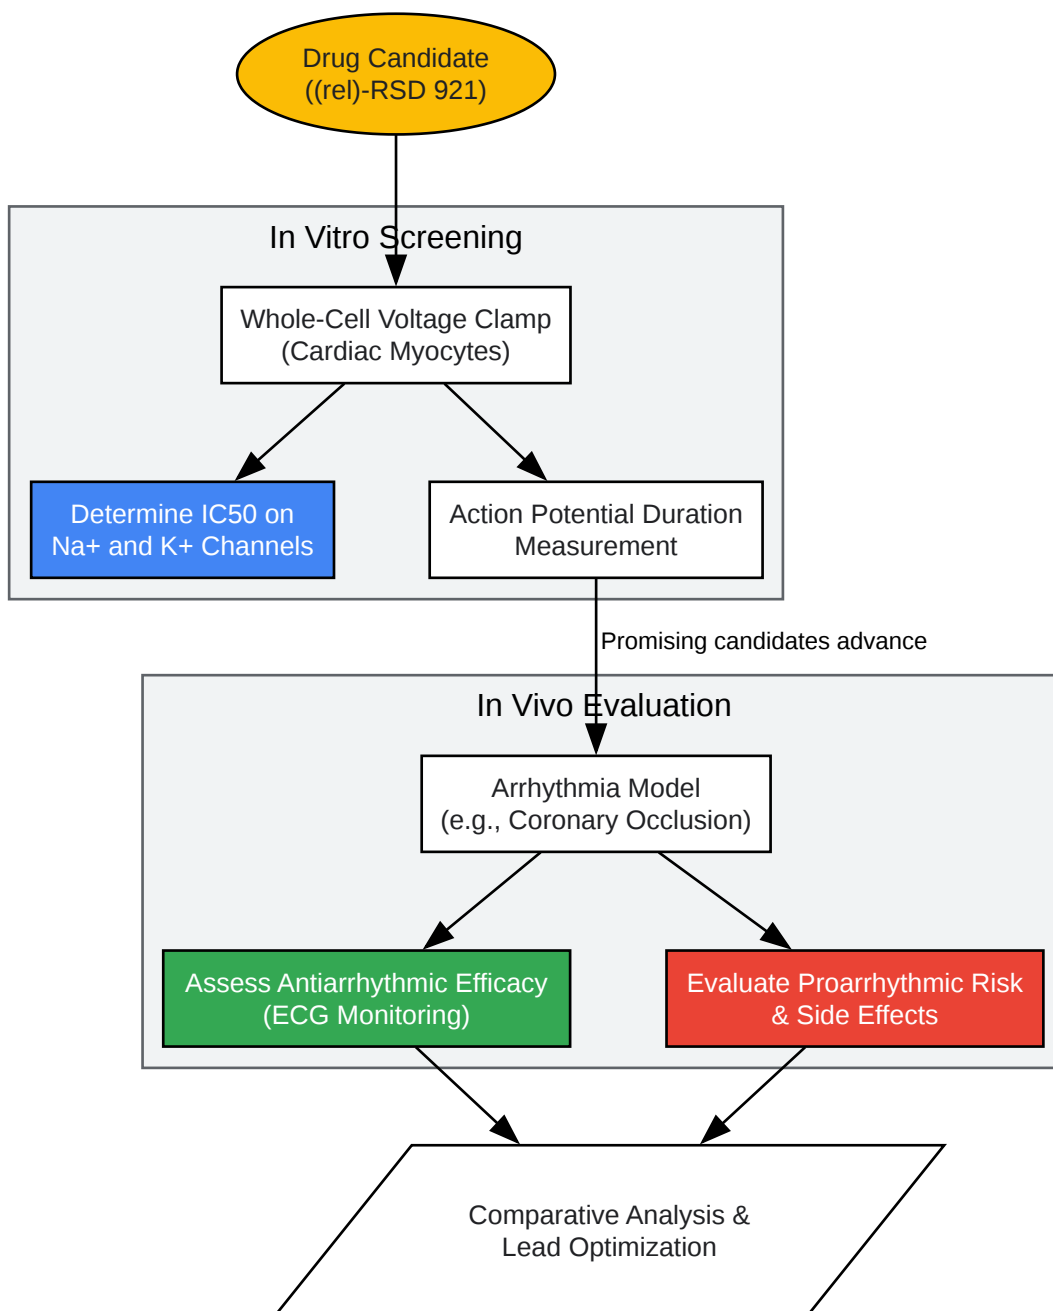 Drug Candidate
((rel)-RSD 921)
In Vitro Screening
Whole-Cell Voltage Clamp
(Cardiac Myocytes)
Determine IC50 on
Na+ and K+ Channels
Action Potential Duration
Measurement
Promising candidates advance
In Vivo Evaluation
Arrhythmia Model
(e.g., Coronary Occlusion)
Assess Antiarrhythmic Efficacy
(ECG Monitoring)
Evaluate Proarrhythmic Risk
& Side Effects
Comparative Analysis &
Lead Optimization